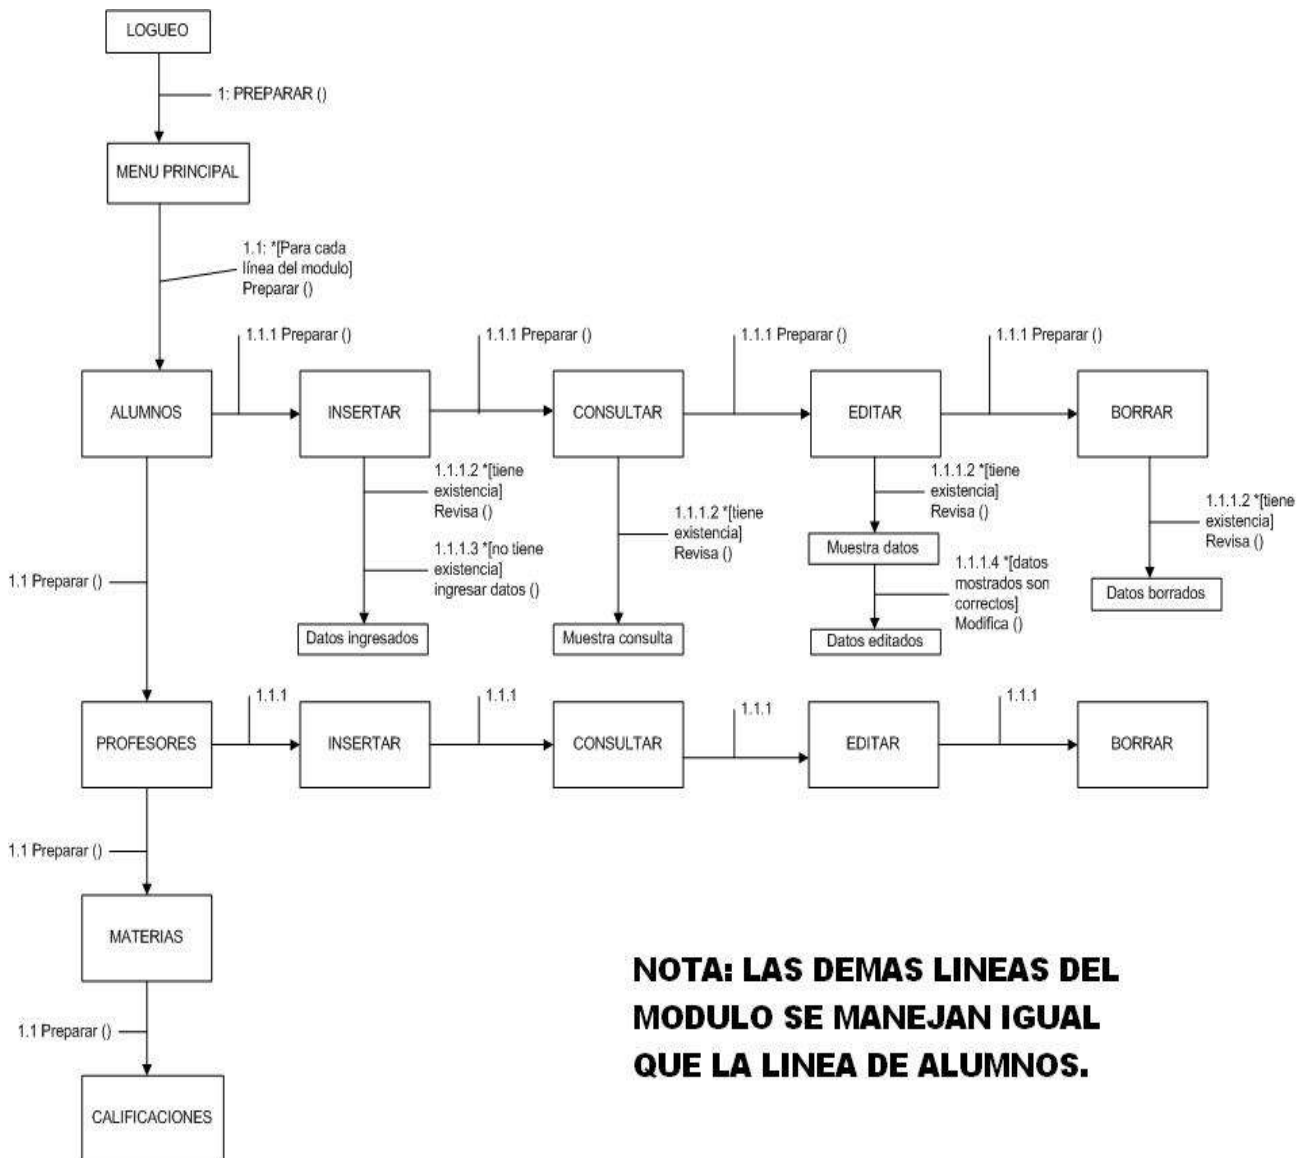 LOGUEO
1: PREPARAR ()
MENU PRINCIPAL
1.1: *[Para cada
línea del modulo]
Preparar ()
1.1.1 Preparar ()
1.1.1 Preparar ()
1.1.1 Preparar ()
1.1.1 Preparar ()
ALUMNOS
INSERTAR
CONSULTAR
EDITAR
BORRAR
1.1.1.2 *[tiene
existencia]
Revisa ()
1.1.1.3 *[no tiene
existencia]
ingresar datos ()
Datos ingresados
1.1.1.2 *[tiene
existencia]
Revisa ()
Muestra consulta
1.1.1.2 *[tiene
existencia]
Revisa ()
Muestra datos
1.1.1.4 *[datos
mostrados son
correctos]
Modifica ()
Datos editados
1.1.1.2 *[tiene
existencia]
Revisa ()
Datos borrados
1.1 Preparar ()
1.1.1
1.1.1
1.1.1
1.1.1
PROFESORES
INSERTAR
CONSULTAR
EDITAR
BORRAR
1.1 Preparar ()
MATERIAS
1.1 Preparar ()
CALIFICACIONES
NOTA: LAS DEMAS LINEAS DEL
MODULO SE MANEJAN IGUAL
QUE LA LINEA DE ALUMNOS.